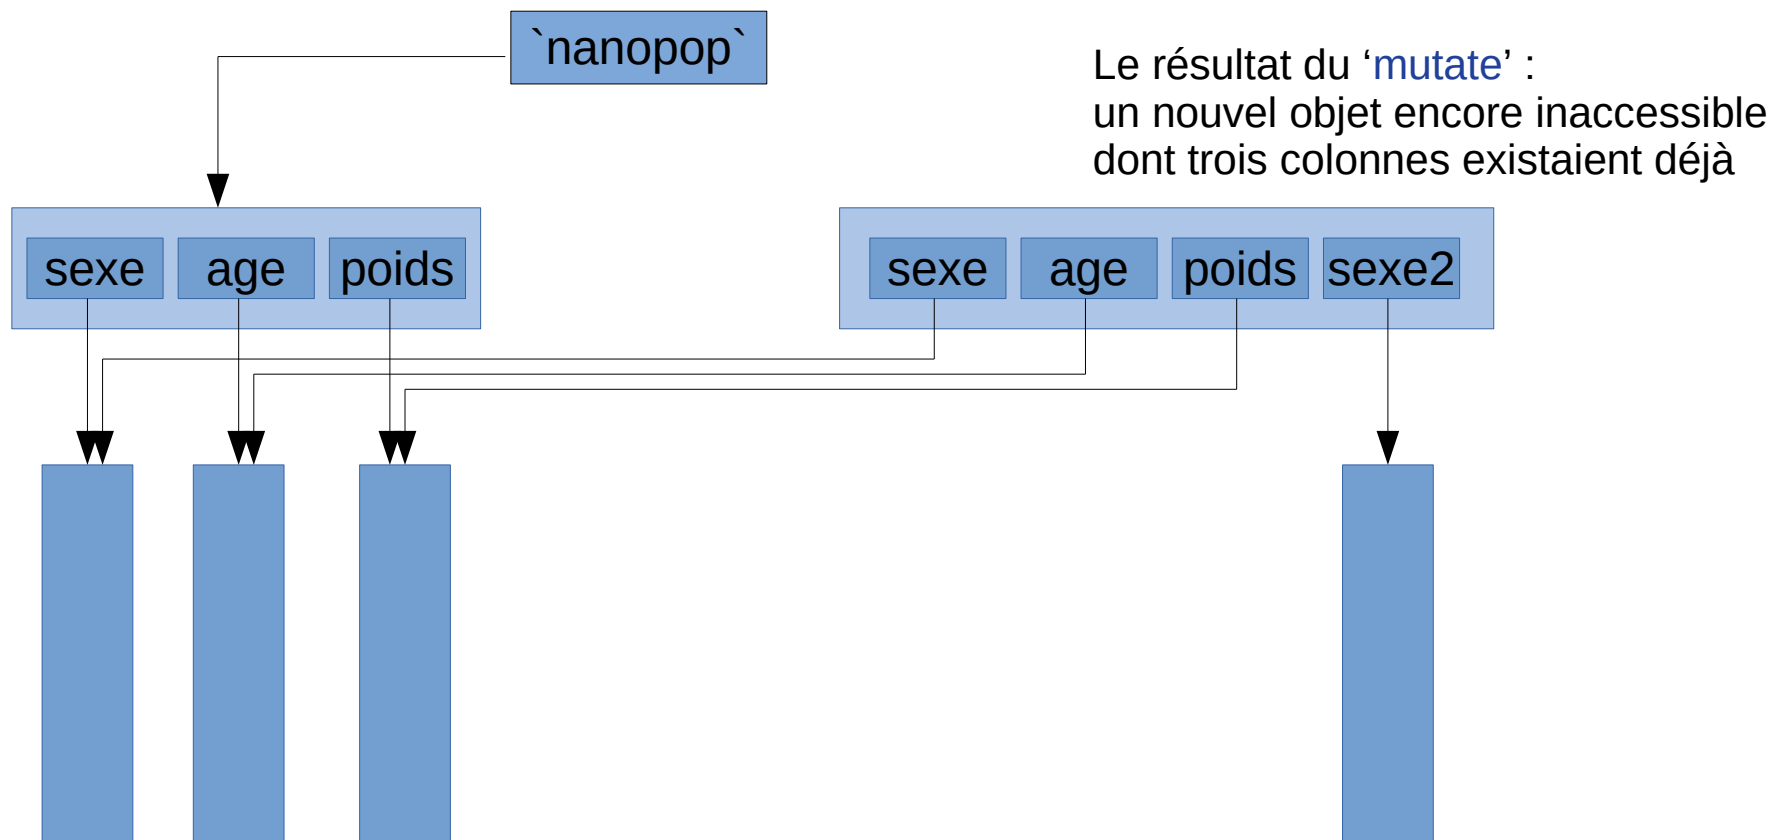 `nanopop`
Le résultat du ‘mutate’ :
un nouvel objet encore inaccessible
dont trois colonnes existaient déjà
sexe age poids
sexe age poids sexe2